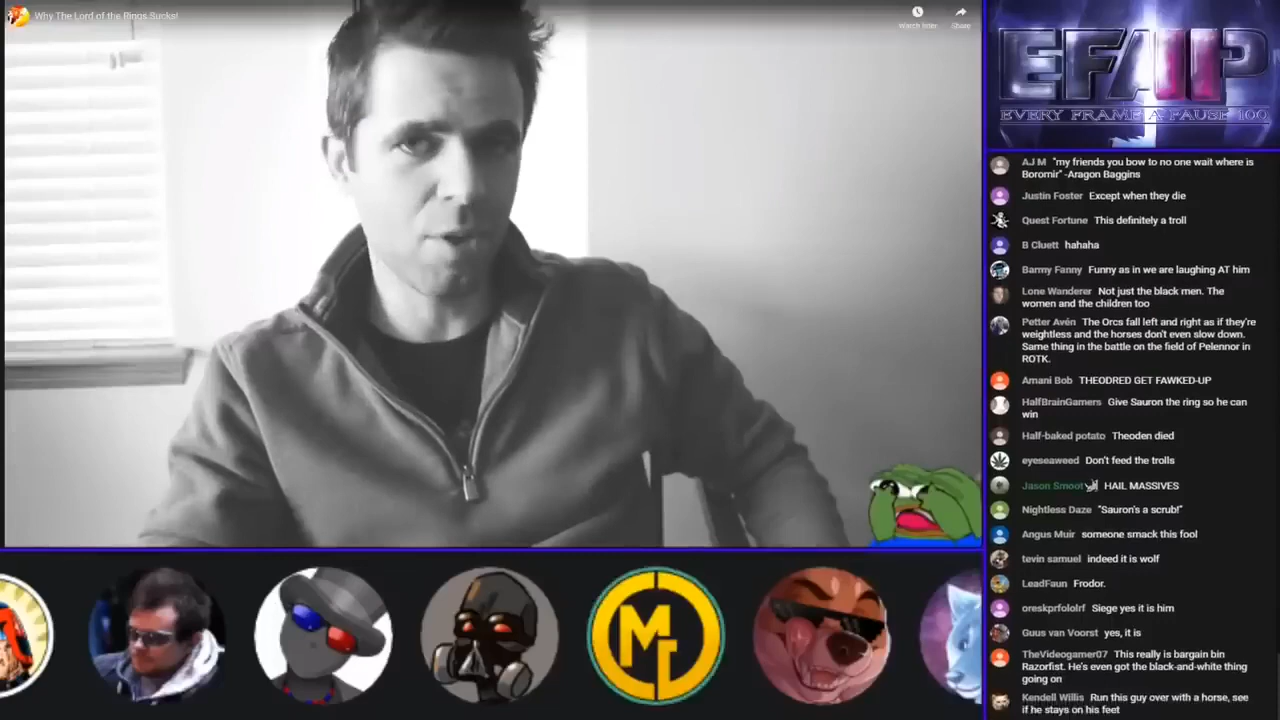 Why The Lord of the Rings Sucks!
Watch later
Share
EFAP
EVERY FRAME A PAUSE 100
AJ M "my friends you bow to no one wait where is
Boromir" -Aragon Baggins
Justin Foster Except when they die
Quest Fortune This definitely a troll
B Cluett hahaha
Barmy Fanny Funny as in we are laughing AT him
Lone Wanderer Not just the black men. The
women and the children too
Petter Avén The Orcs fall left and right as if they're
weightless and the horses don't even slow down.
Same thing in the battle on the field of Pelennor in
ROTK.
Amani Bob THEODRED GET FAWKED-UP
HalfBrainGamers Give Sauron the ring so he can
win
Half-baked potato Theoden died
eyeseaweed Don't feed the trolls
Jason Smoot HAIL MASSIVES
Nightless Daze "Sauron's a scrub!"
Angus Muir someone smack this fool
tevin samuel indeed it is wolf
LeadFaun Frodor.
oreskprfololrf Siege yes it is him
Guus van Voorst yes, it is
TheVideogamer07 This really is bargain bin
Razorfist. He's even got the black-and-white thing
going on
Kendell Willis Run this guy over with a horse, see
if he stays on his feet